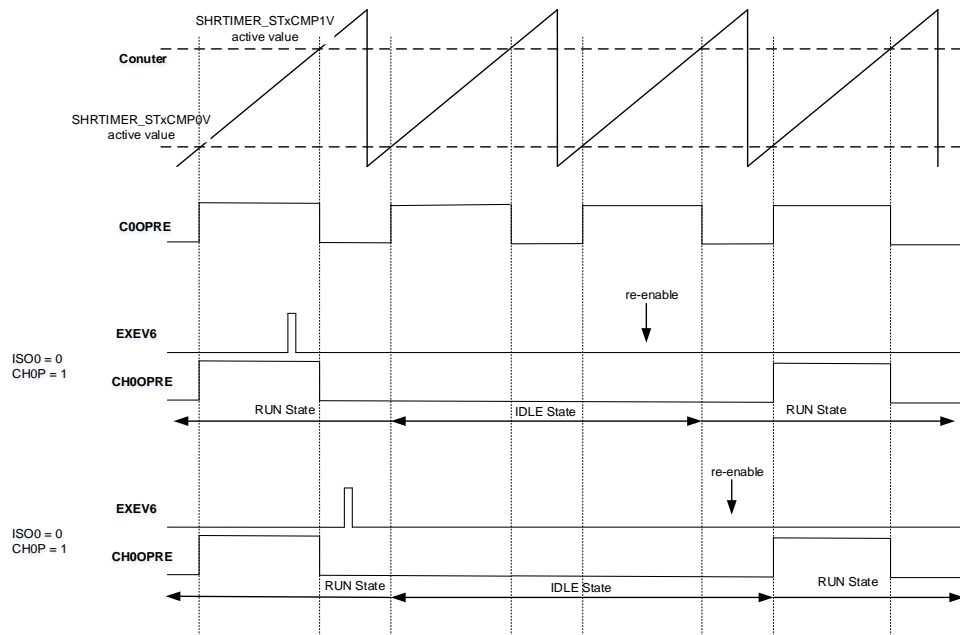 SHRTIMER_STxCMP1V
active value
Conuter
SHRTIMER_STxCMP0V
active value
C0OPRE
re-enable
EXEV6
ISO0 = 0
CH0P = 1
CH0OPRE
RUN State
IDLE State
RUN State
re-enable
EXEV6
ISO0 = 0
CH0P = 1
CH0OPRE
RUN State
IDLE State
RUN State